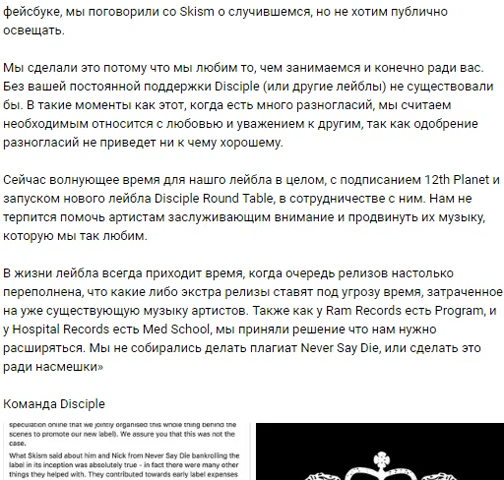 фейсбуке, мы поговорили со Skism о случившемся, но не хотим публично
освещать.
Мы сделали это потому что мы любим то, чем занимаемся и конечно ради вас.
Без вашей постоянной поддержки Disciple (или другие лейблы) не существовали
бы. В такие моменты как этот, когда есть много разногласий, мы считаем
необходимым относится с любовью и уважением к другим, так как одобрение
разногласий не приведет ни к чему хорошему.
Сейчас волнующее время для нашго лейбла в целом, с подписанием 12th Planet и
запуском нового лейбла Disciple Round Table, в сотрудничестве с ним. Нам не
терпится помочь артистам заслуживающим внимание и продвинуть их музыку,
которую мы так любим.
В жизни лейбла всегда приходит время, когда очередь релизов настолько
переполнена, что какие либо экстра релизы ставят под угрозу время, затраченное
на уже существующую музыку артистов. Также как у Ram Records есть Program, и
у Hospital Records есть Med School, мы приняли решение что нам нужно
расширяться. Мы не собирались делать плагиат Never Say Die, или сделать это
ради насмешки»
Команда Disciple
speculation online that we jointly organised this whole thing behind the
scenes to promote our new label). We assure you that this was not the
case.
What Skism said about him and Nick from Never Say Die bankrolling the
label in its inception was absolutely true - in fact there were many other
things they helped with. They contributed towards early label expenses